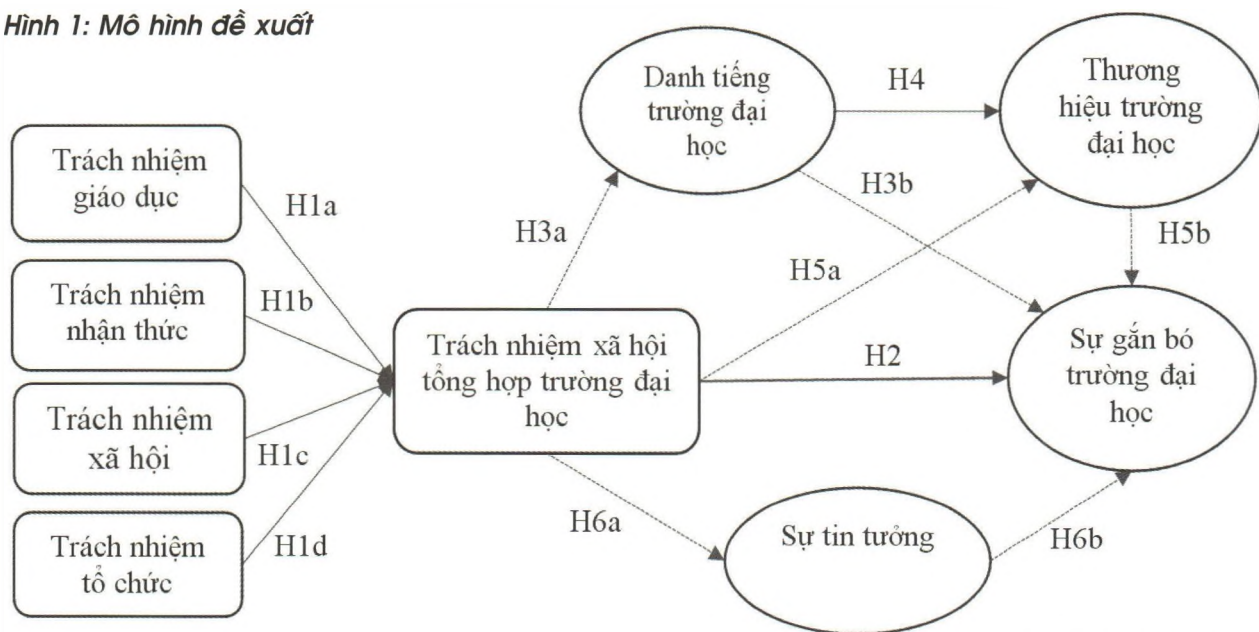 Hình 1: Mô hình đề xuất
Trách nhiệm
giáo dục
Trách nhiệm
nhận thức
Trách nhiệm
xã hội
Trách nhiệm
tổ chức
H1a
H1b
H1c
H1d
Trách nhiệm xã hội
tổng hợp trường đại
học
H3a
H5a
H2
H6a
Danh tiếng
trường đại
học
H4
H3b
Thương
hiệu trường
đại học
H5b
Sự gắn bó
trường đại
học
Sự tin tưởng
H6b